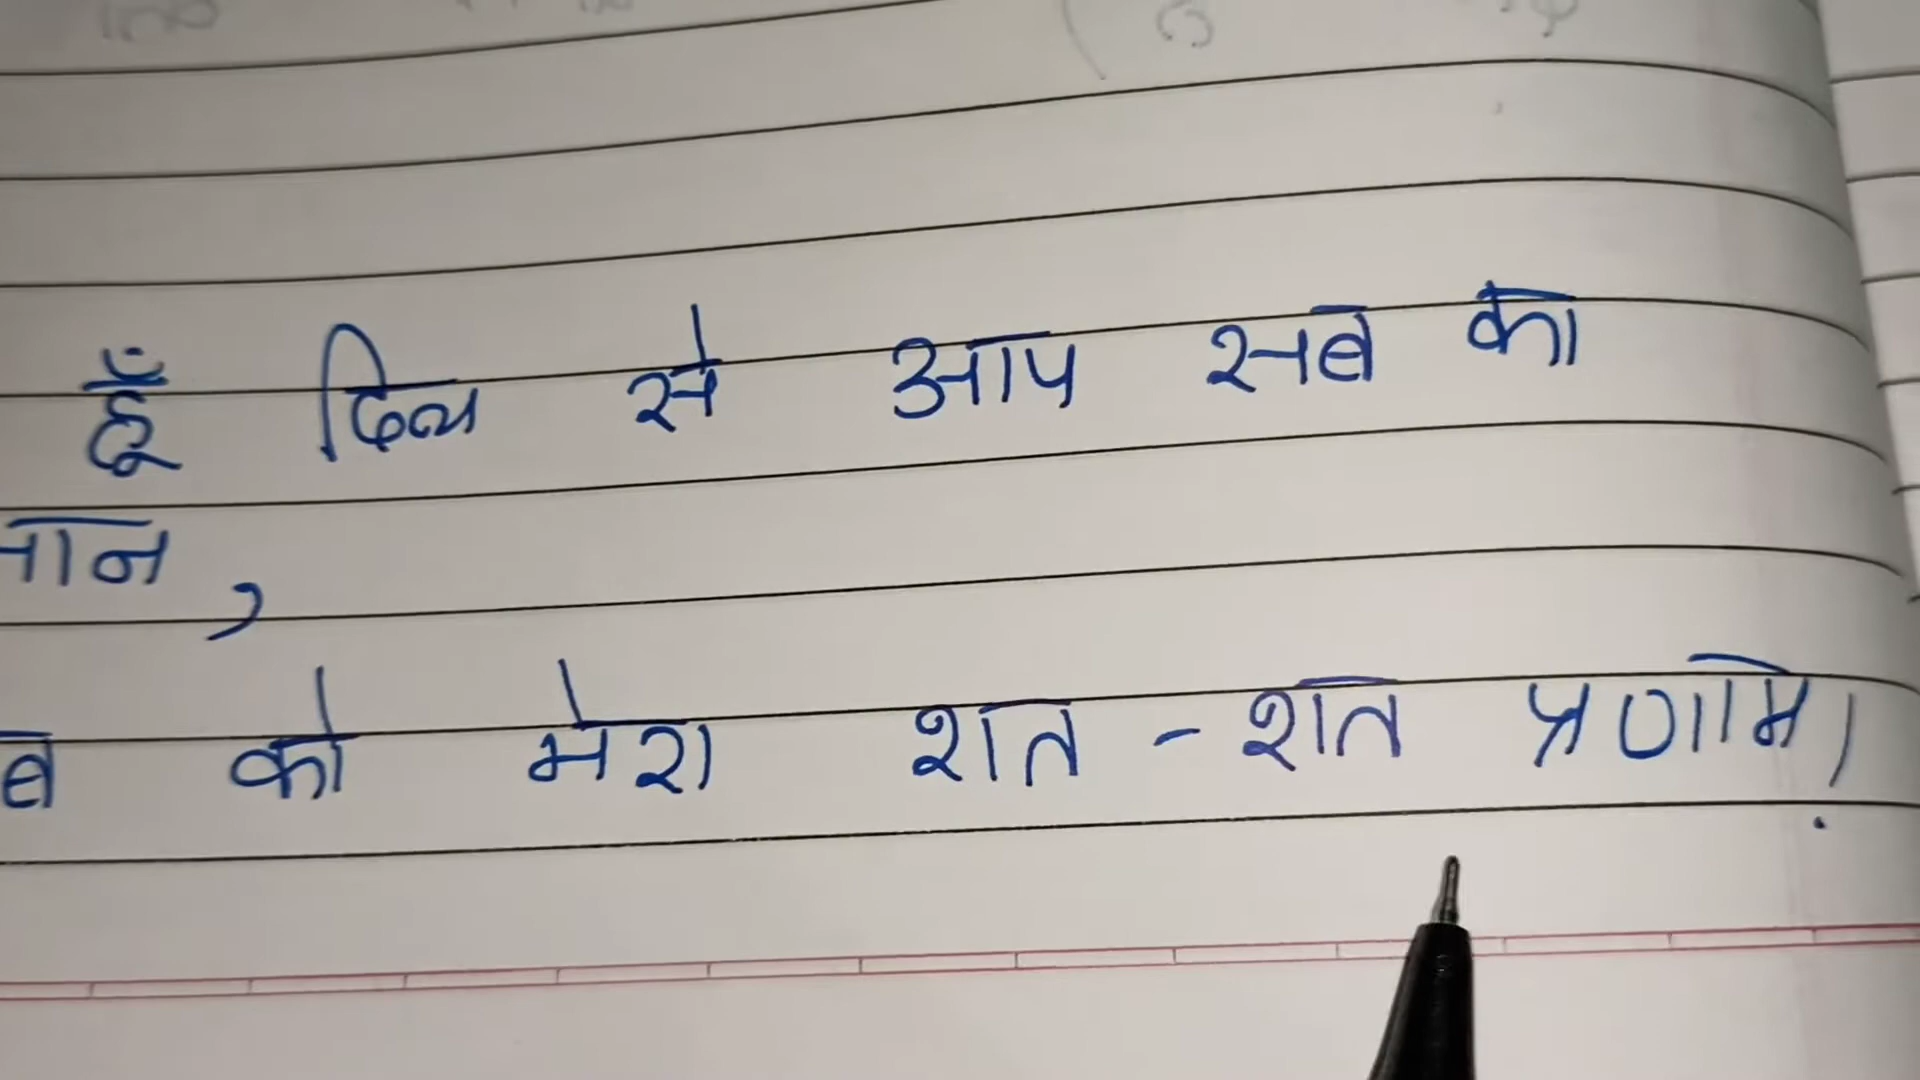 हूँ दिल से आप सब का
मान,
ब को मेरा शत - शत प्रणाम।